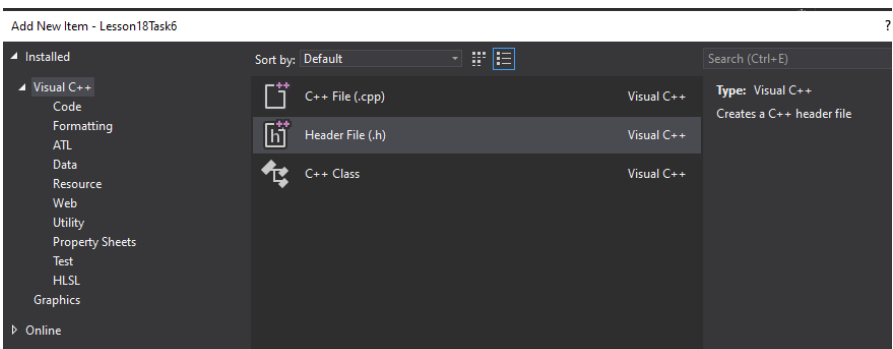 Add New Item - Lesson18Task6
?
Installed
Sort by: Default
Search (Ctrl+E)
Visual C++
Code
Formatting
ATL
Data
Resource
Web
Utility
Property Sheets
Test
HLSL
Graphics
Online
C++ File (.cpp) Visual C++
Header File (.h) Visual C++
C++ Class Visual C++
Type: Visual C++
Creates a C++ header file